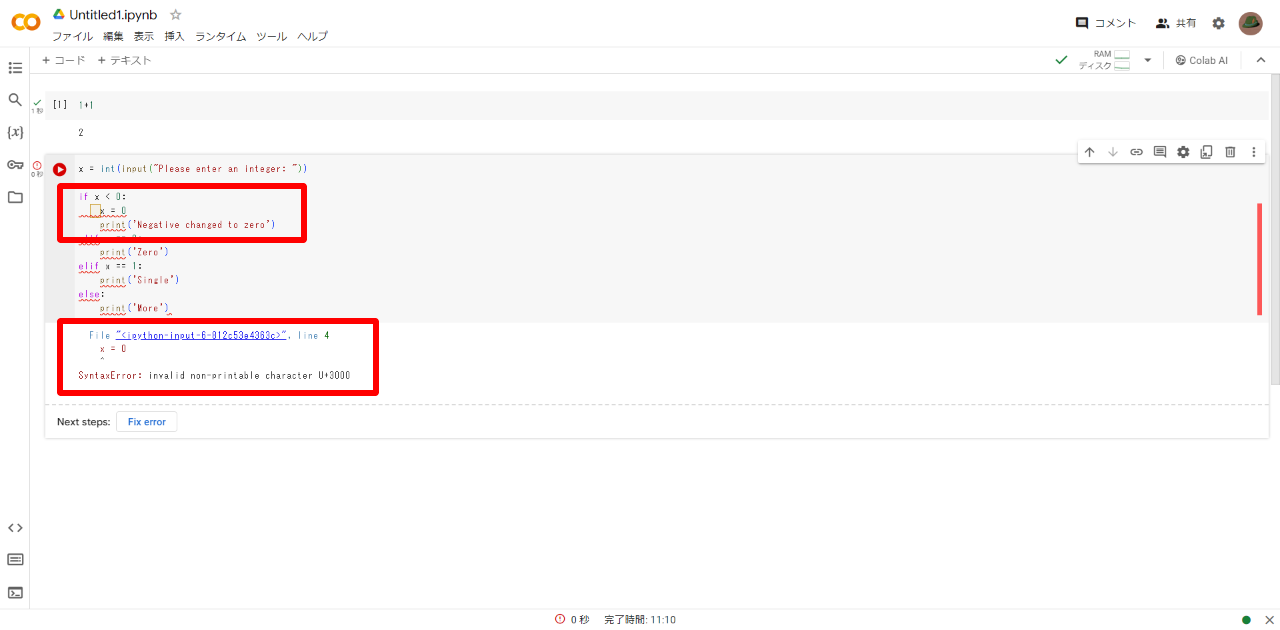 Untitled1.ipynb
ファイル 編集 表示 挿入 ランタイム ツール ヘルプ
コメント 共有
+ コード + テキスト
RAM
ディスク
Colab AI
[1] 1+1
1 秒
2
0 秒
x = int(input("Please enter an integer: "))
if x < 0:
x = 0
print('Negative changed to zero')
print('Zero')
elif x == 1:
print('Single')
else:
print('More')
File "<ipython-input-6-812c53e4363c>", line 4
x = 0
^
SyntaxError: invalid non-printable character U+3000
Next steps: Fix error
0 秒 完了時間: 11:10